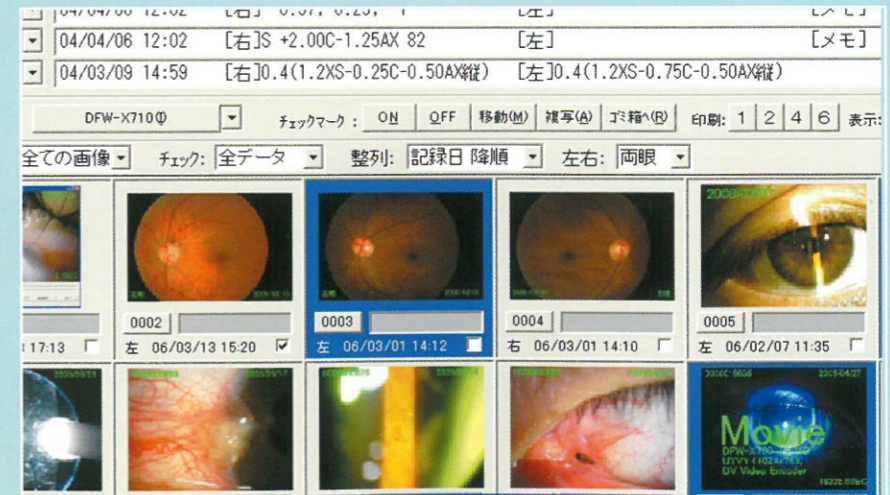 04/04/06 12:02 [右]S +2.00C-1.25AX 82 [左] [メモ]
04/03/09 14:59 [右]0.4(1.2XS-0.25C-0.50AX縦) [左]0.4(1.2XS-0.75C-0.50AX縦)
DFW-X710(I) チェックマーク : ON OFF 移動(M) 複写(A) ゴミ箱へ(R) 印刷: 1 2 4 6 表示:
全ての画像 チェック: 全データ 整列: 記録日 降順 左右: 両眼
0002 0003 0004 0005
17:13 左 06/03/13 15:20 左 06/03/01 14:12 右 06/03/01 14:10 左 06/02/07 11:35
Movie
DV Video Encoder